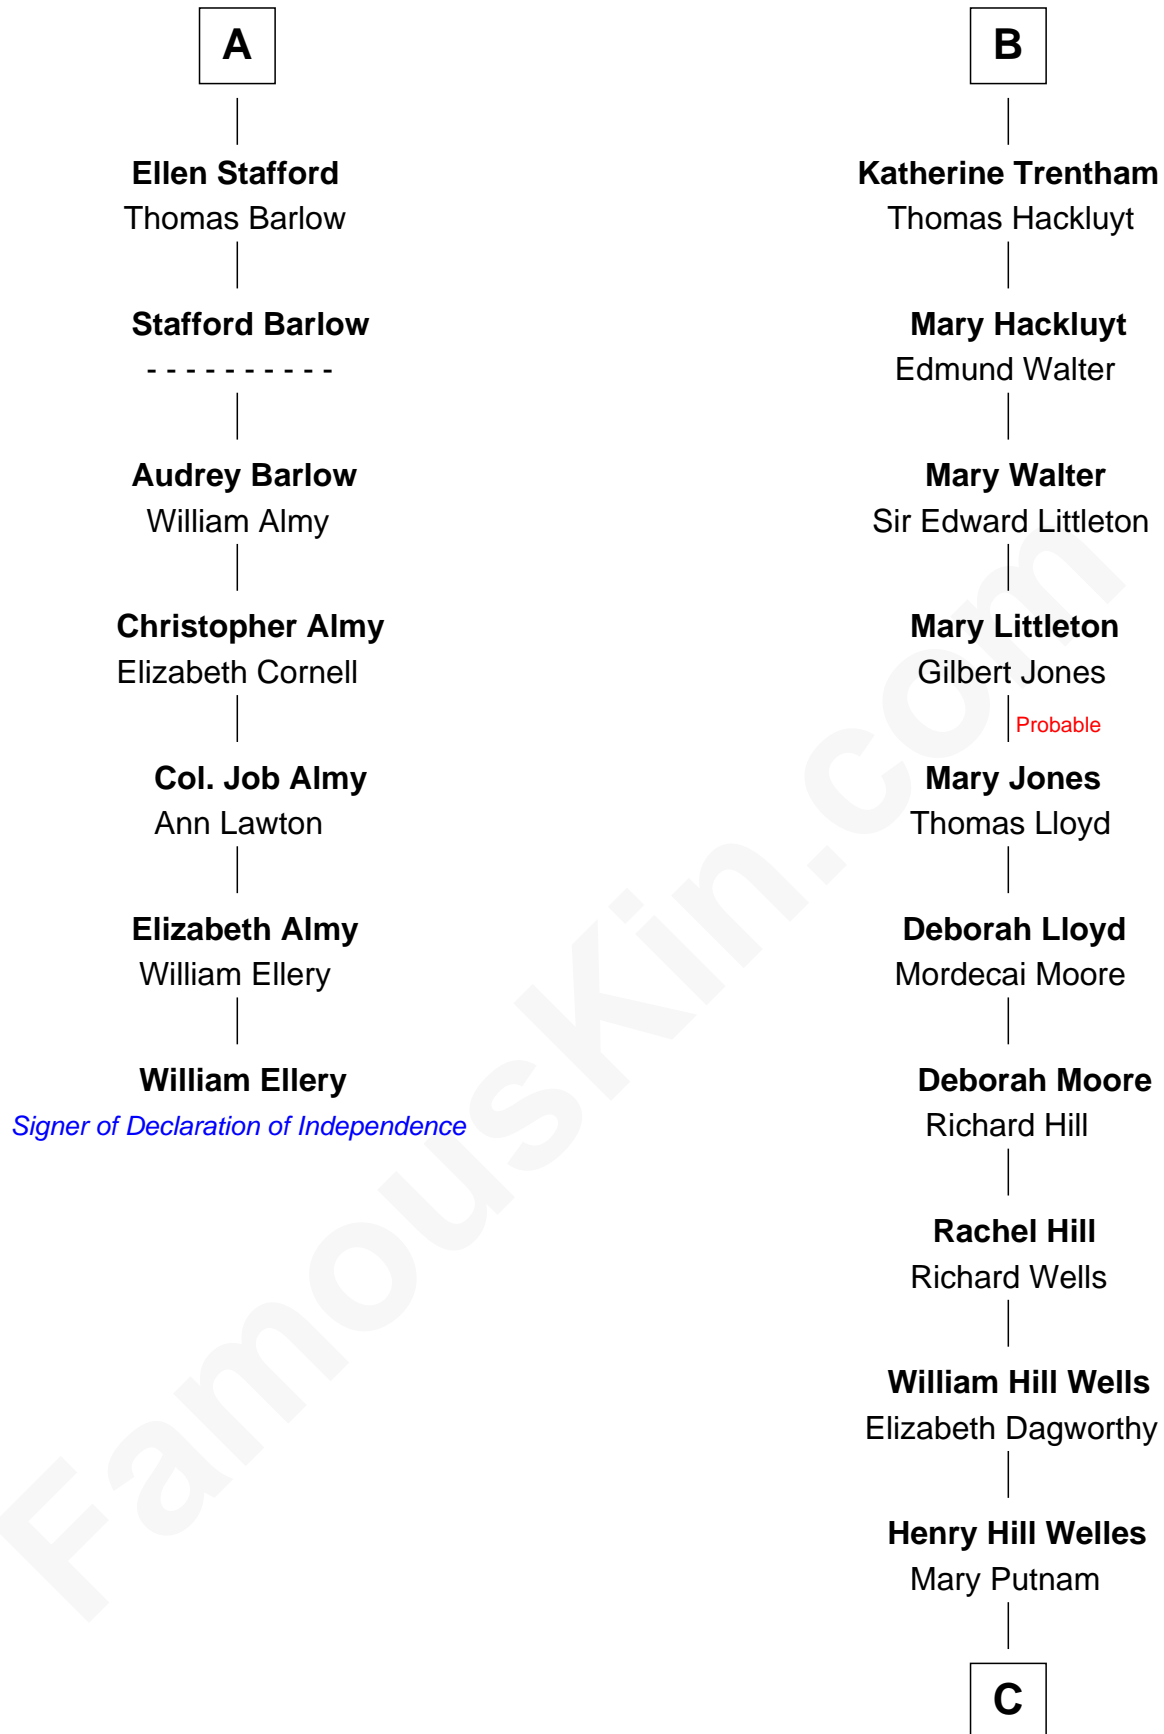 A
Ellen Stafford
Thomas Barlow
Stafford Barlow
- - - - - - - - - -
Audrey Barlow
William Almy
Christopher Almy
Elizabeth Cornell
Col. Job Almy
Ann Lawton
Elizabeth Almy
William Ellery
William Ellery
Signer of Declaration of Independence
B
Katherine Trentham
Thomas Hackluyt
Mary Hackluyt
Edmund Walter
Mary Walter
Sir Edward Littleton
Mary Littleton
Gilbert Jones
Probable
Mary Jones
Thomas Lloyd
Deborah Lloyd
Mordecai Moore
Deborah Moore
Richard Hill
Rachel Hill
Richard Wells
William Hill Wells
Elizabeth Dagworthy
Henry Hill Welles
Mary Putnam
C
FamousKin.com